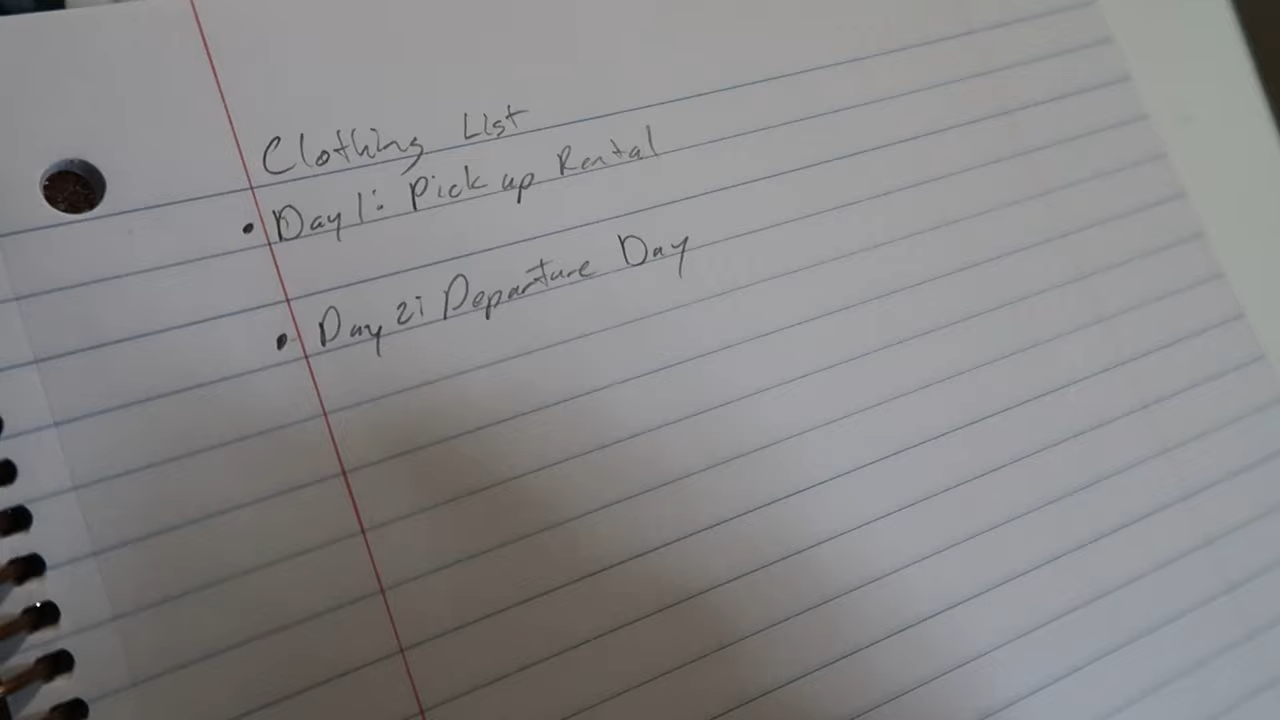 Clothing List
• Day 1: Pick up Rental
• Day 2: Departure Day